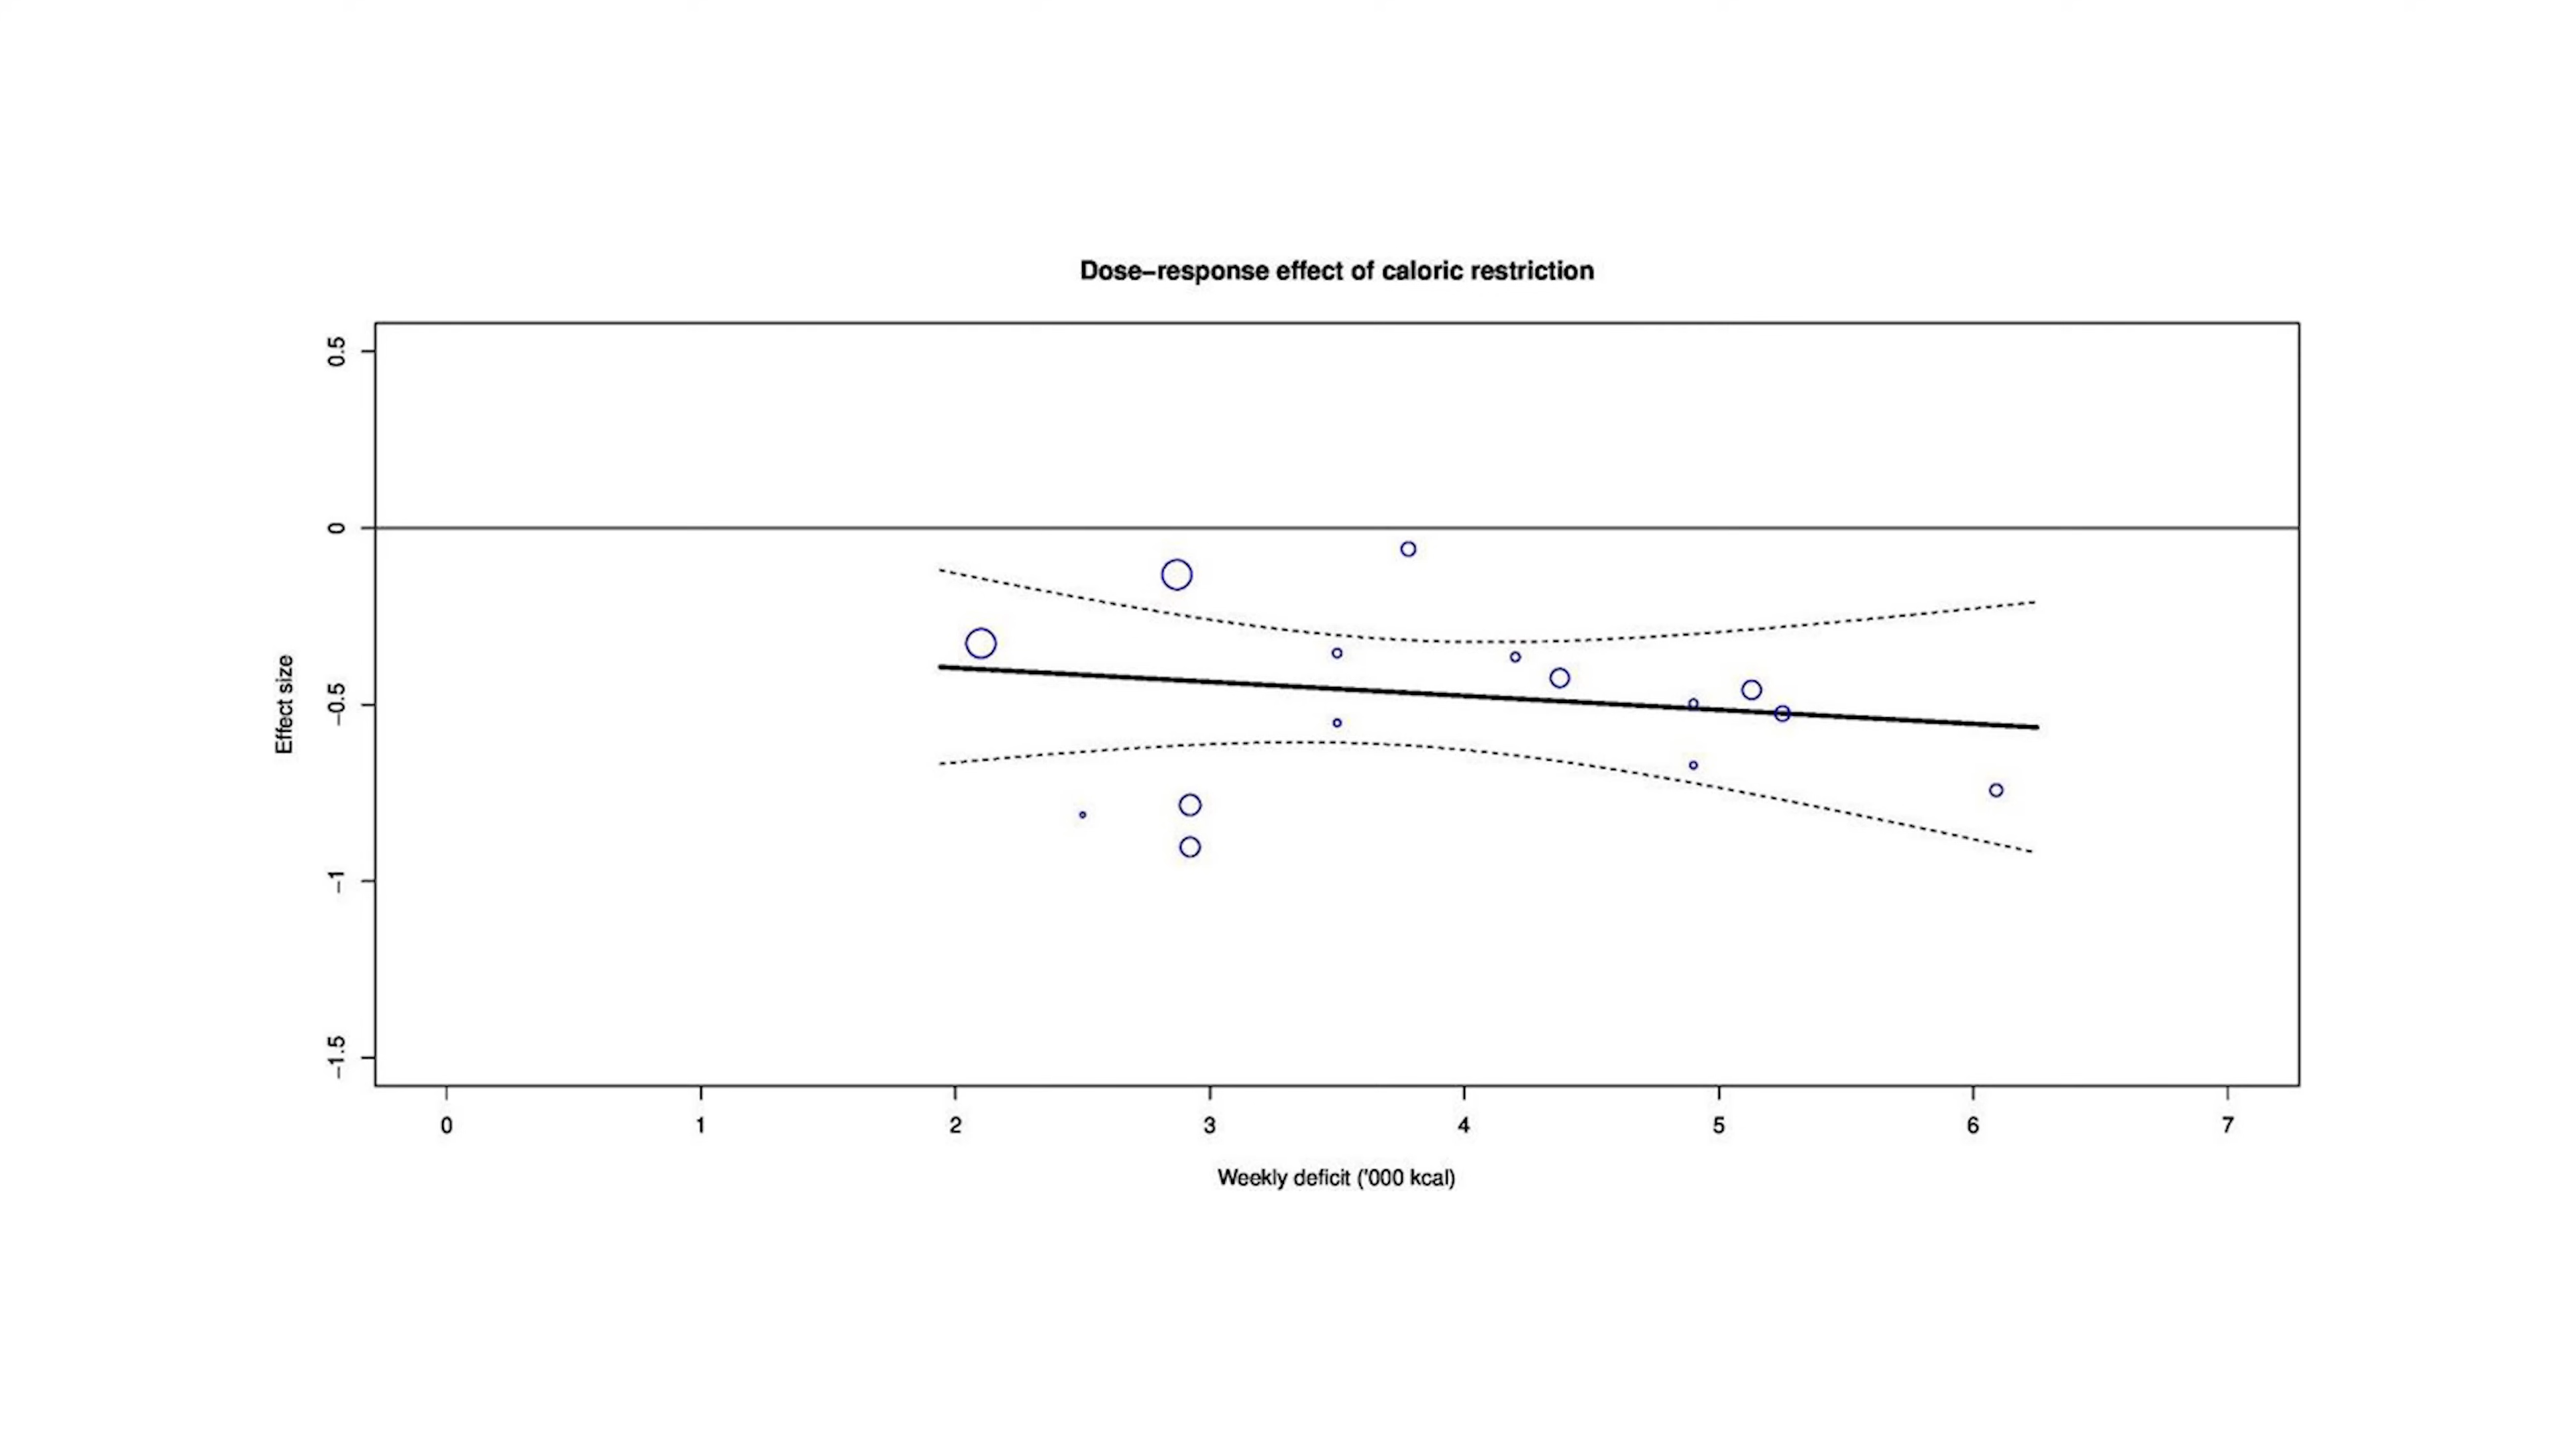 Dose–response effect of caloric restriction
0.5
0
−0.5
−1
−1.5
Effect size
0 1 2 3 4 5 6 7
Weekly deficit ('000 kcal)